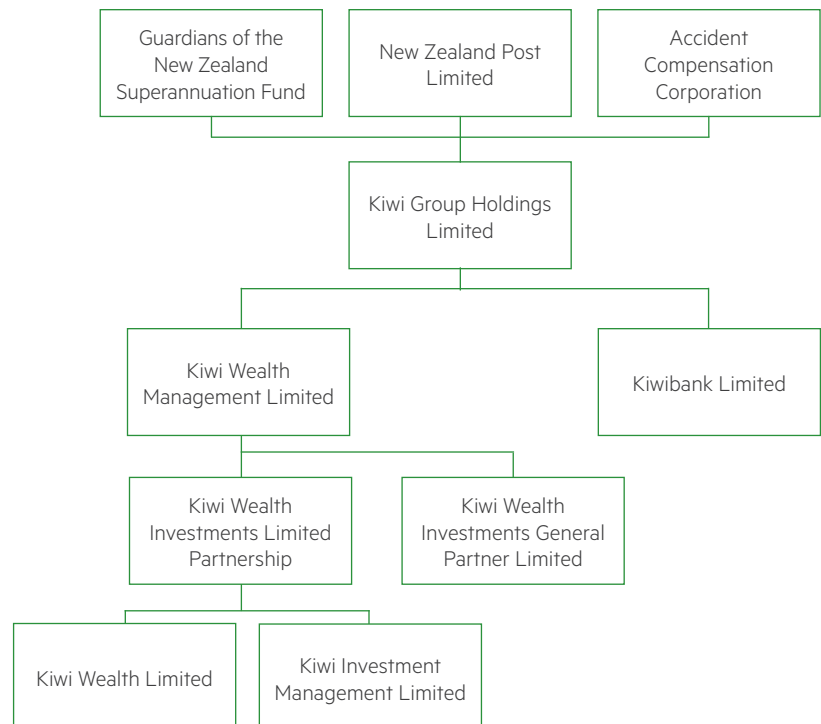 Guardians of the
New Zealand
Superannuation Fund
New Zealand Post
Limited
Accident
Compensation
Corporation
Kiwi Group Holdings
Limited
Kiwi Wealth
Management Limited
Kiwibank Limited
Kiwi Wealth
Investments Limited
Partnership
Kiwi Wealth
Investments General
Partner Limited
Kiwi Wealth Limited
Kiwi Investment
Management Limited